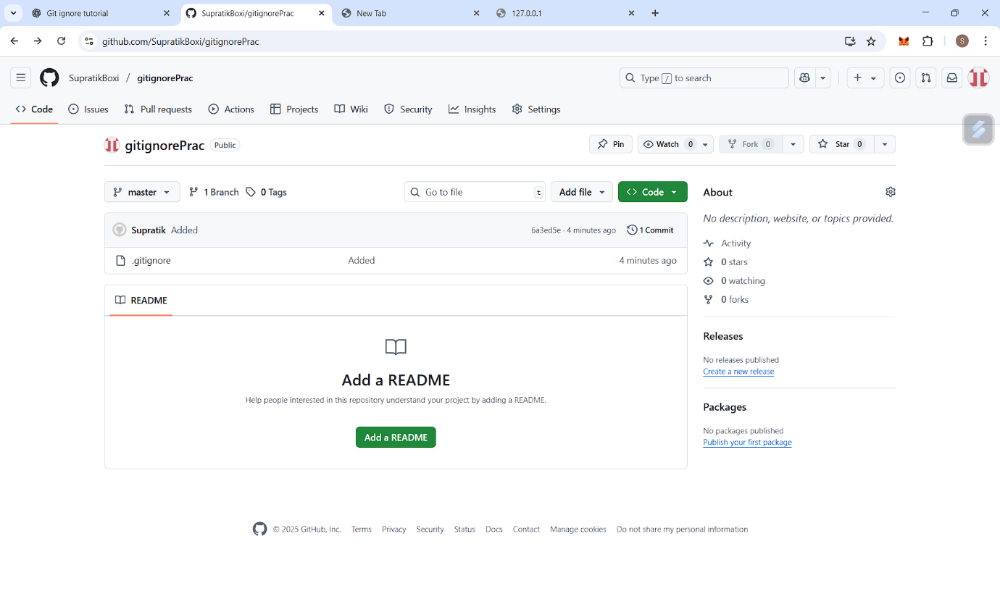 Git ignore tutorial
SupratikBoxi/gitignorePrac
New Tab
127.0.0.1
github.com/SupratikBoxi/gitignorePrac
S
SupratikBoxi / gitignorePrac
Type / to search
Code
Issues
Pull requests
Actions
Projects
Wiki
Security
Insights
Settings
gitignorePrac
Public
Pin
Watch 0
Fork 0
Star 0
master
1 Branch
0 Tags
Go to file
t
Add file
Code
Supratik Added
6a3ed5e · 4 minutes ago
1 Commit
.gitignore
Added
4 minutes ago
README
Add a README
Help people interested in this repository understand your project by adding a README.
Add a README
About
No description, website, or topics provided.
Activity
0 stars
0 watching
0 forks
Releases
No releases published
Create a new release
Packages
No packages published
Publish your first package
© 2025 GitHub, Inc.
Terms
Privacy
Security
Status
Docs
Contact
Manage cookies
Do not share my personal information